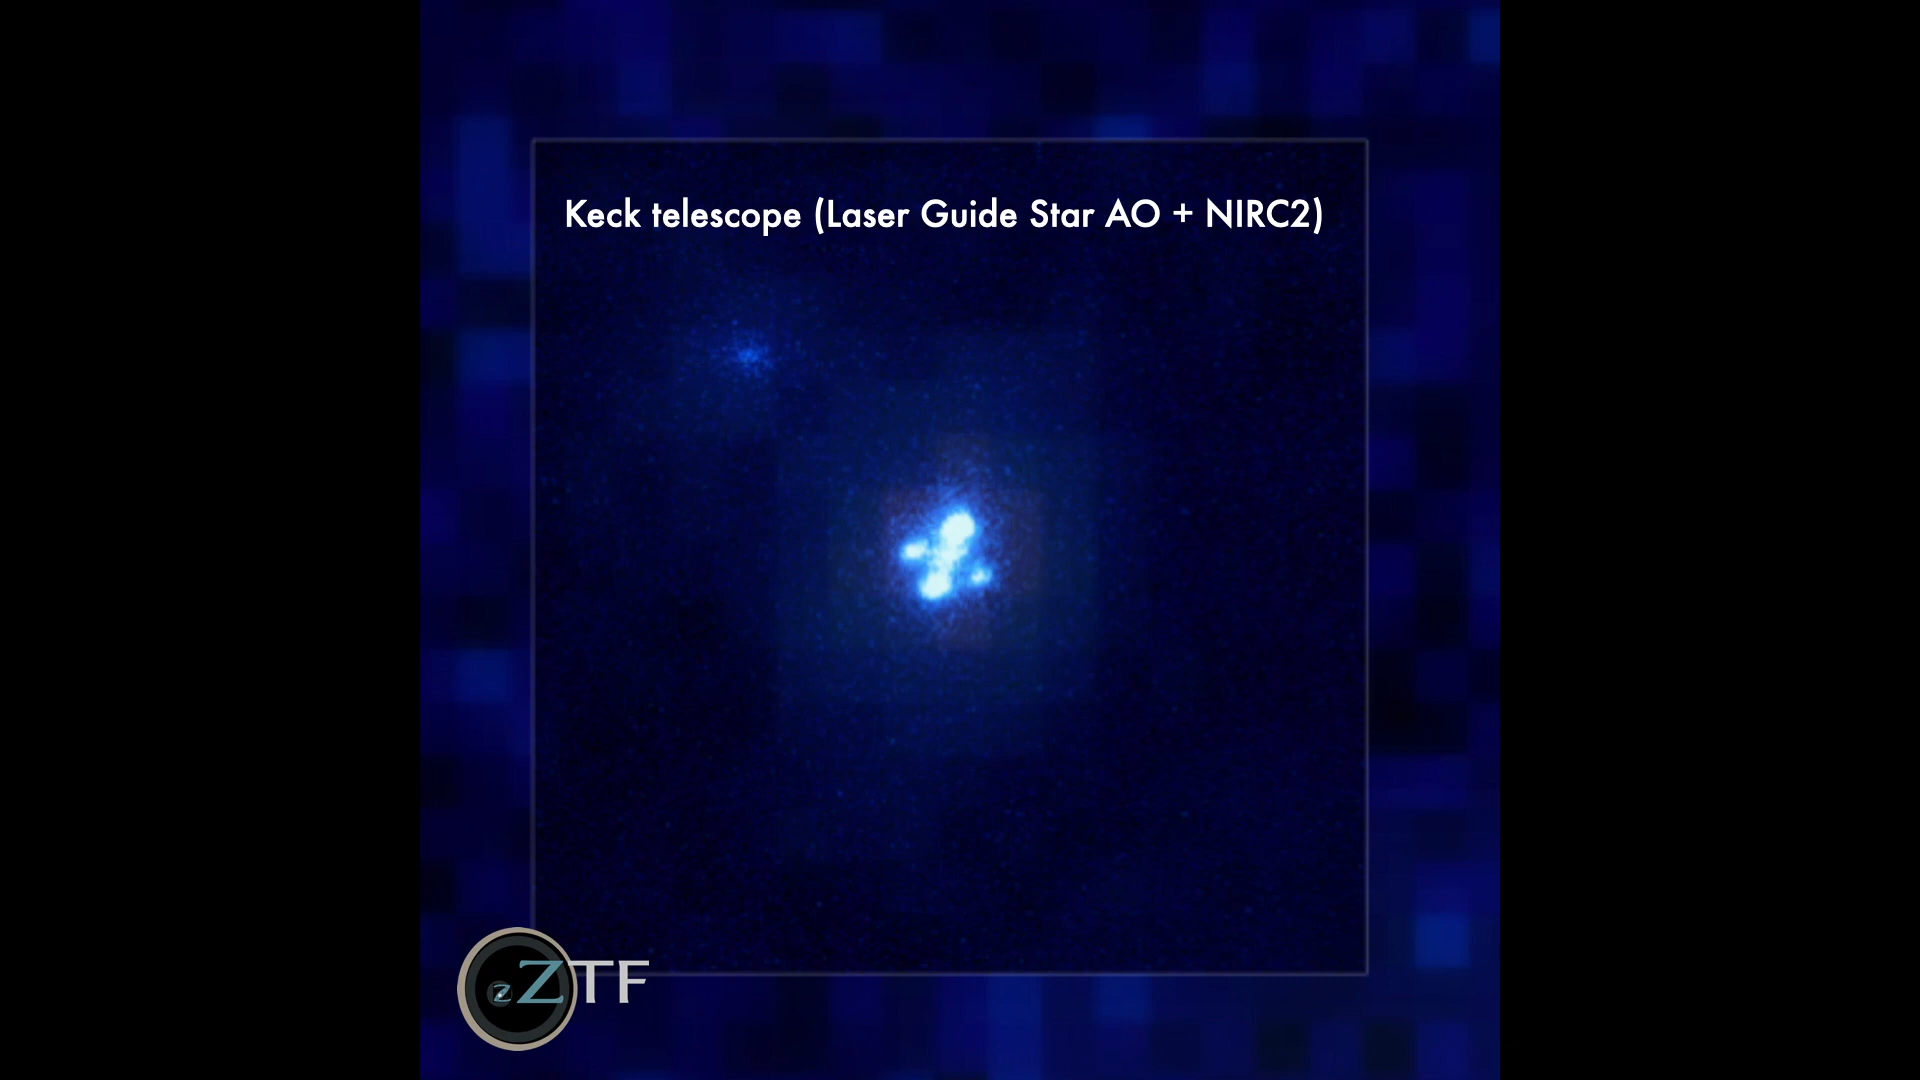 Keck telescope (Laser Guide Star AO + NIRC2)
z ZTF